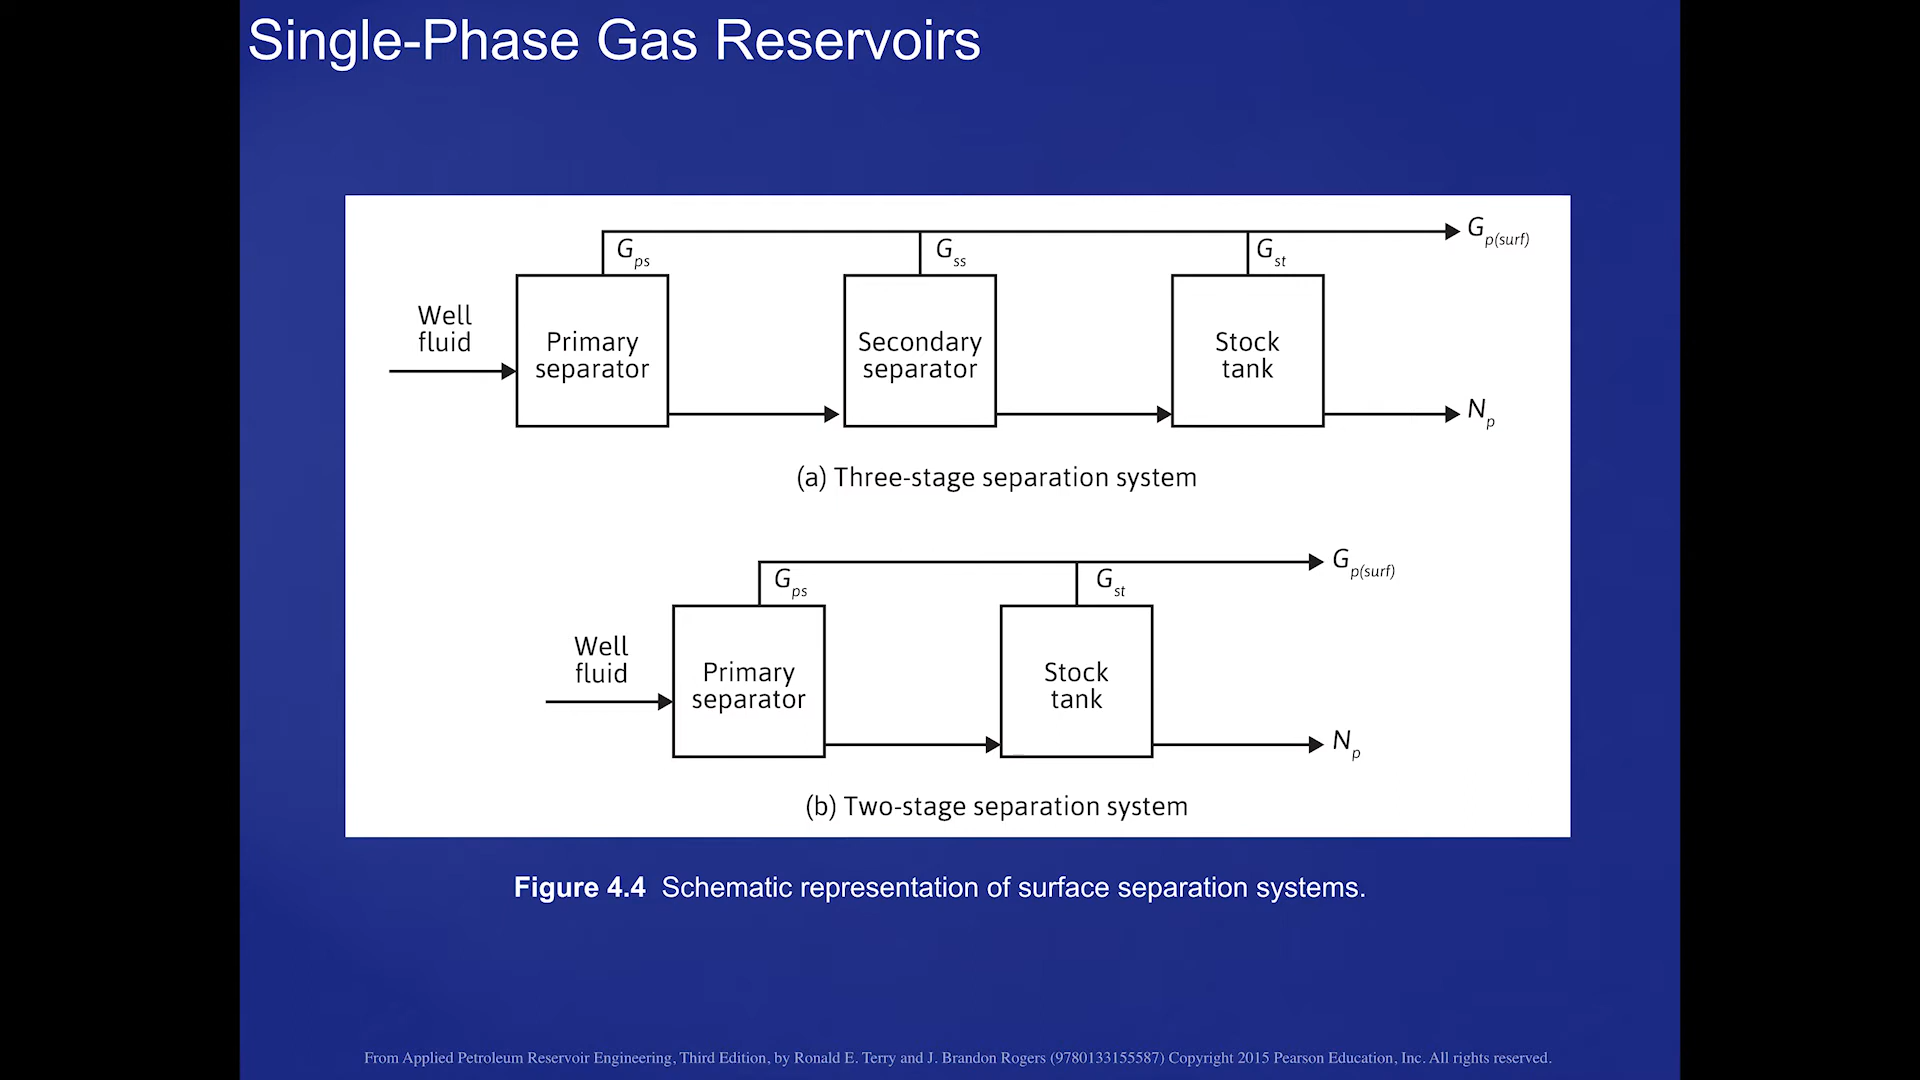 Single-Phase Gas Reservoirs
G_ps
G_ss
G_st
G_p(surf)
Well
fluid
Primary
separator
Secondary
separator
Stock
tank
N_p
(a) Three-stage separation system
G_ps
G_st
G_p(surf)
Well
fluid
Primary
separator
Stock
tank
N_p
(b) Two-stage separation system
Figure 4.4 Schematic representation of surface separation systems.
From Applied Petroleum Reservoir Engineering, Third Edition, by Ronald E. Terry and J. Brandon Rogers (9780133155587) Copyright 2015 Pearson Education, Inc. All rights reserved.